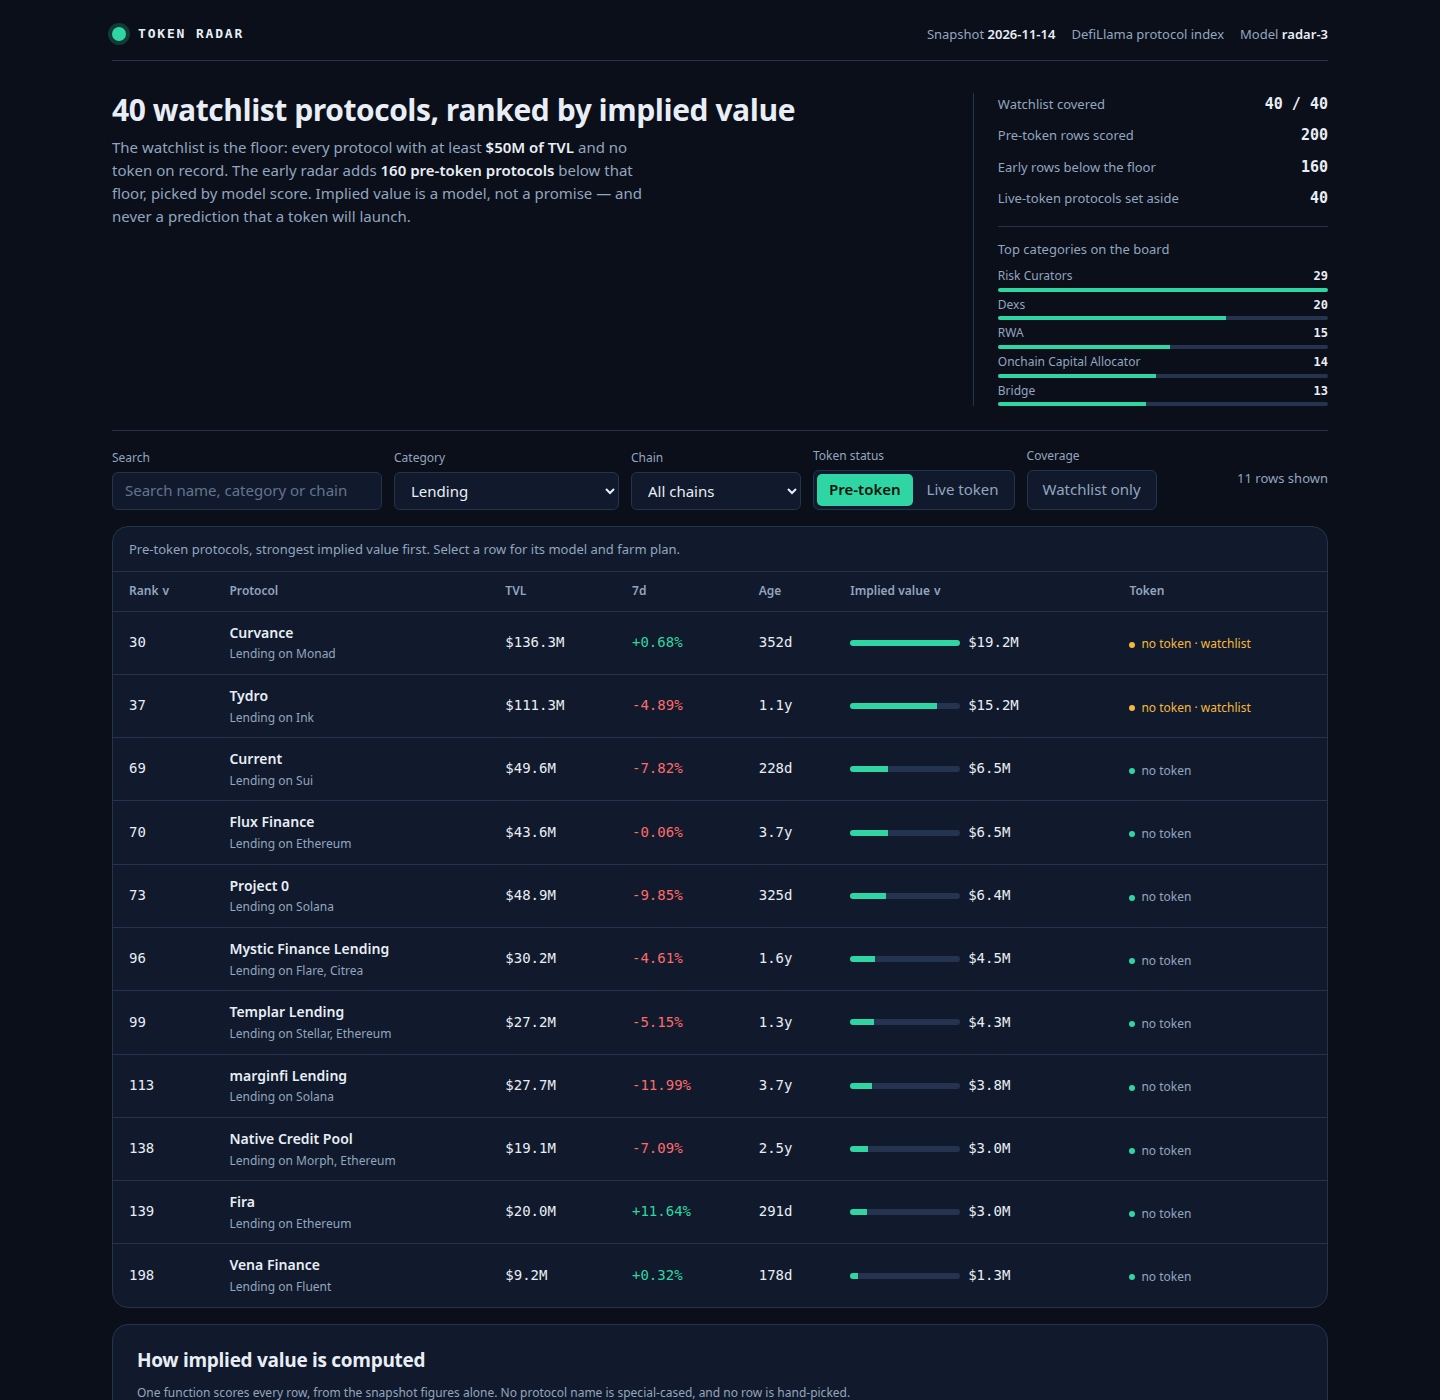 TOKEN RADAR
Snapshot 2026-11-14 DefiLlama protocol index Model radar-3
40 watchlist protocols, ranked by implied value
The watchlist is the floor: every protocol with at least $50M of TVL and no
token on record. The early radar adds 160 pre-token protocols below that
floor, picked by model score. Implied value is a model, not a promise — and
never a prediction that a token will launch.
Watchlist covered 40 / 40
Pre-token rows scored 200
Early rows below the floor 160
Live-token protocols set aside 40
Top categories on the board
Risk Curators 29
Dexs 20
RWA 15
Onchain Capital Allocator 14
Bridge 13
Search Category Chain Token status Coverage
Search name, category or chain Lending All chains Pre-token Live token Watchlist only 11 rows shown
Pre-token protocols, strongest implied value first. Select a row for its model and farm plan.
Rank v Protocol TVL 7d Age Implied value v Token
30 Curvance $136.3M +0.68% 352d $19.2M no token · watchlist
Lending on Monad
37 Tydro $111.3M -4.89% 1.1y $15.2M no token · watchlist
Lending on Ink
69 Current $49.6M -7.82% 228d $6.5M no token
Lending on Sui
70 Flux Finance $43.6M -0.06% 3.7y $6.5M no token
Lending on Ethereum
73 Project 0 $48.9M -9.85% 325d $6.4M no token
Lending on Solana
96 Mystic Finance Lending $30.2M -4.61% 1.6y $4.5M no token
Lending on Flare, Citrea
99 Templar Lending $27.2M -5.15% 1.3y $4.3M no token
Lending on Stellar, Ethereum
113 marginfi Lending $27.7M -11.99% 3.7y $3.8M no token
Lending on Solana
138 Native Credit Pool $19.1M -7.09% 2.5y $3.0M no token
Lending on Morph, Ethereum
139 Fira $20.0M +11.64% 291d $3.0M no token
Lending on Ethereum
198 Vena Finance $9.2M +0.32% 178d $1.3M no token
Lending on Fluent
How implied value is computed
One function scores every row, from the snapshot figures alone. No protocol name is special-cased, and no row is hand-picked.